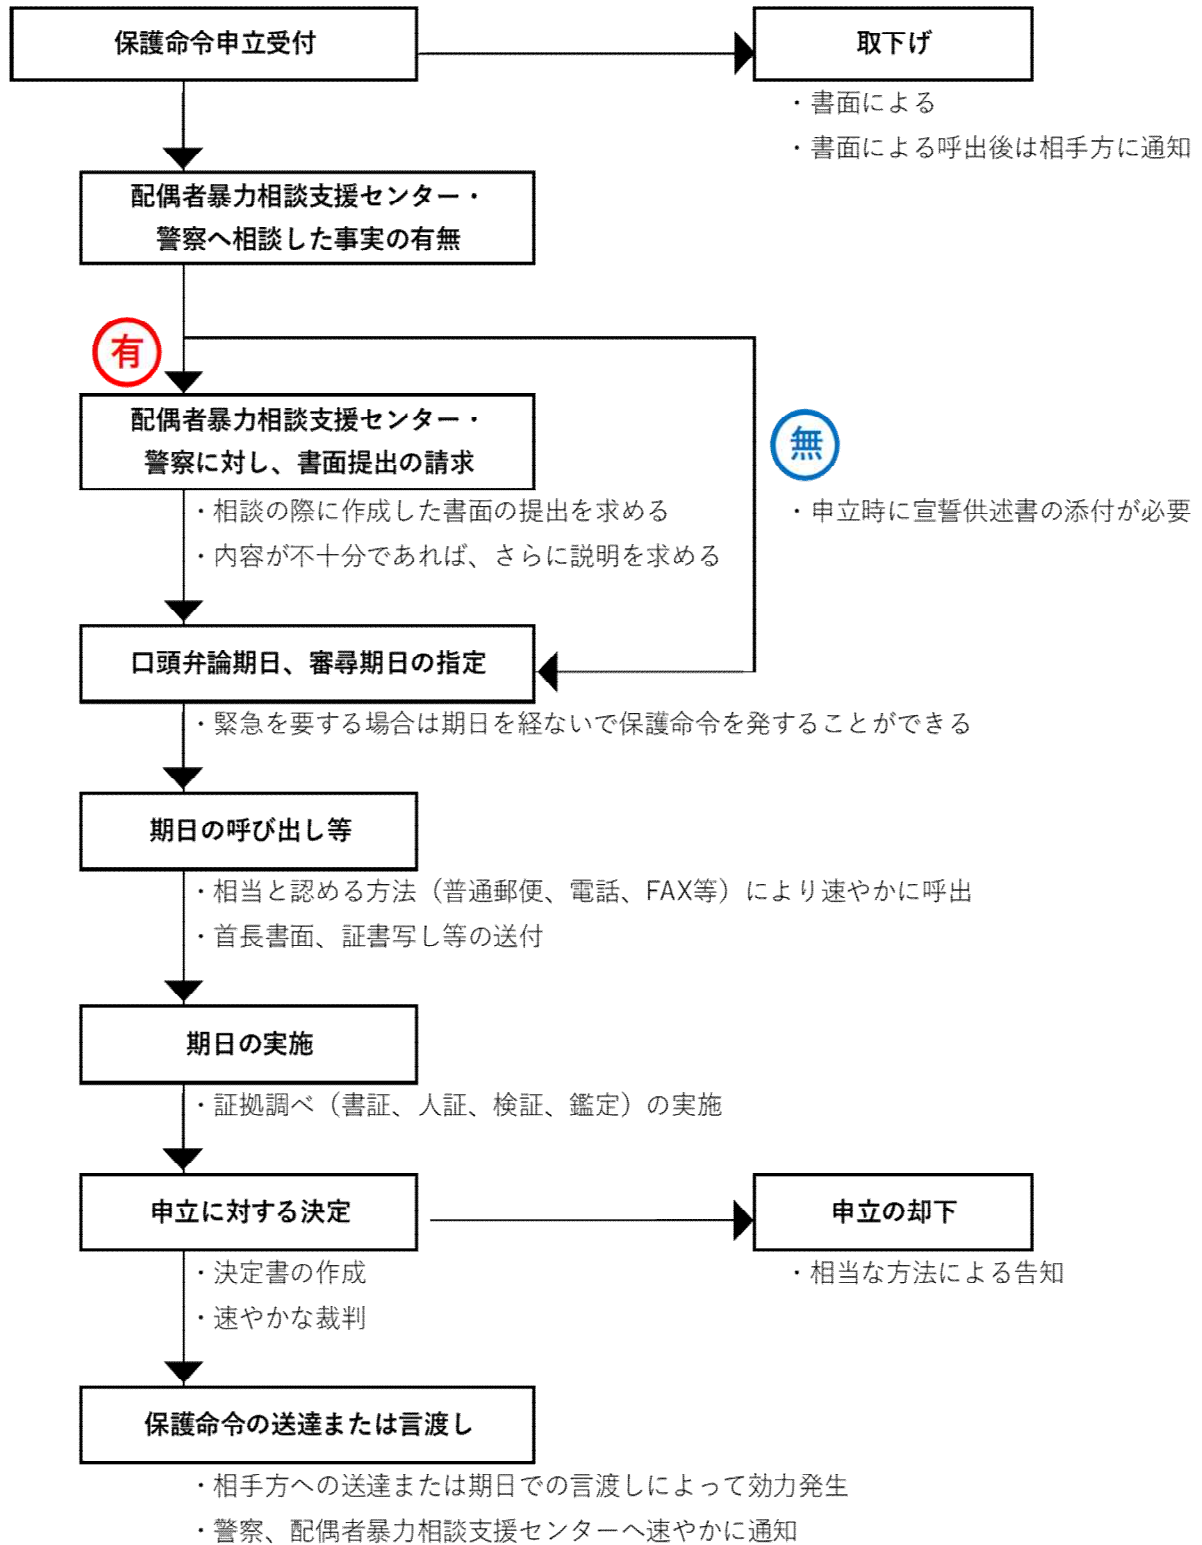 保護命令申立受付
取下げ
・書面による
・書面による呼出後は相手方に通知
配偶者暴力相談支援センター・
警察へ相談した事実の有無
有
配偶者暴力相談支援センター・
警察に対し、書面提出の請求
無
・相談の際に作成した書面の提出を求める
・申立時に宣誓供述書の添付が必要
・内容が不十分であれば、さらに説明を求める
口頭弁論期日、審尋期日の指定
・緊急を要する場合は期日を経ないで保護命令を発することができる
期日の呼び出し等
・相当と認める方法（普通郵便、電話、FAX等）により速やかに呼出
・首長書面、証書写し等の送付
期日の実施
・証拠調べ（書証、人証、検証、鑑定）の実施
申立に対する決定
申立の却下
・決定書の作成
・相当な方法による告知
・速やかな裁判
保護命令の送達または言渡し
・相手方への送達または期日での言渡しによって効力発生
・警察、配偶者暴力相談支援センターへ速やかに通知